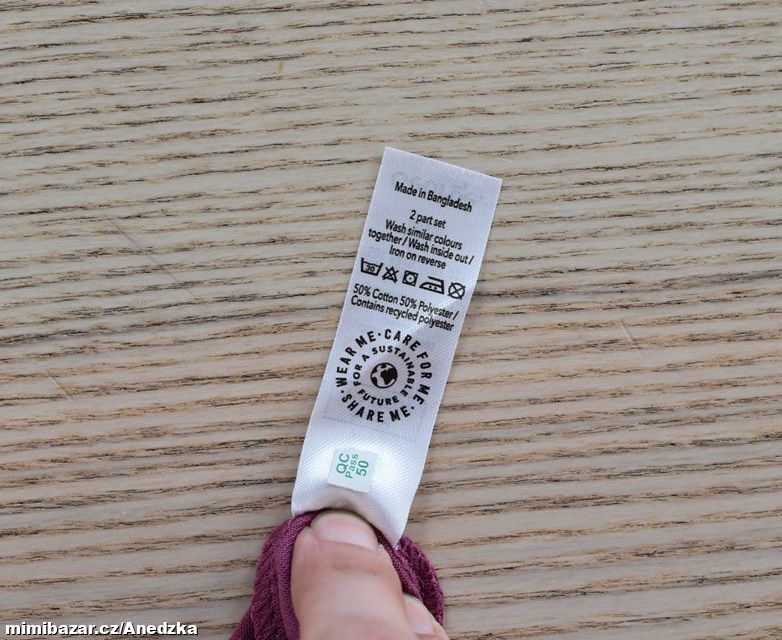 Made in Bangladesh
2 part set
Wash similar colours
together / Wash inside out /
Iron on reverse
30
50% Cotton 50% Polyester /
Contains recycled polyester
WEAR ME · CARE FOR ME · SHARE ME ·
FOR A SUSTAINABLE FUTURE
QC
Pass
50
mimibazar.cz/Anedzka